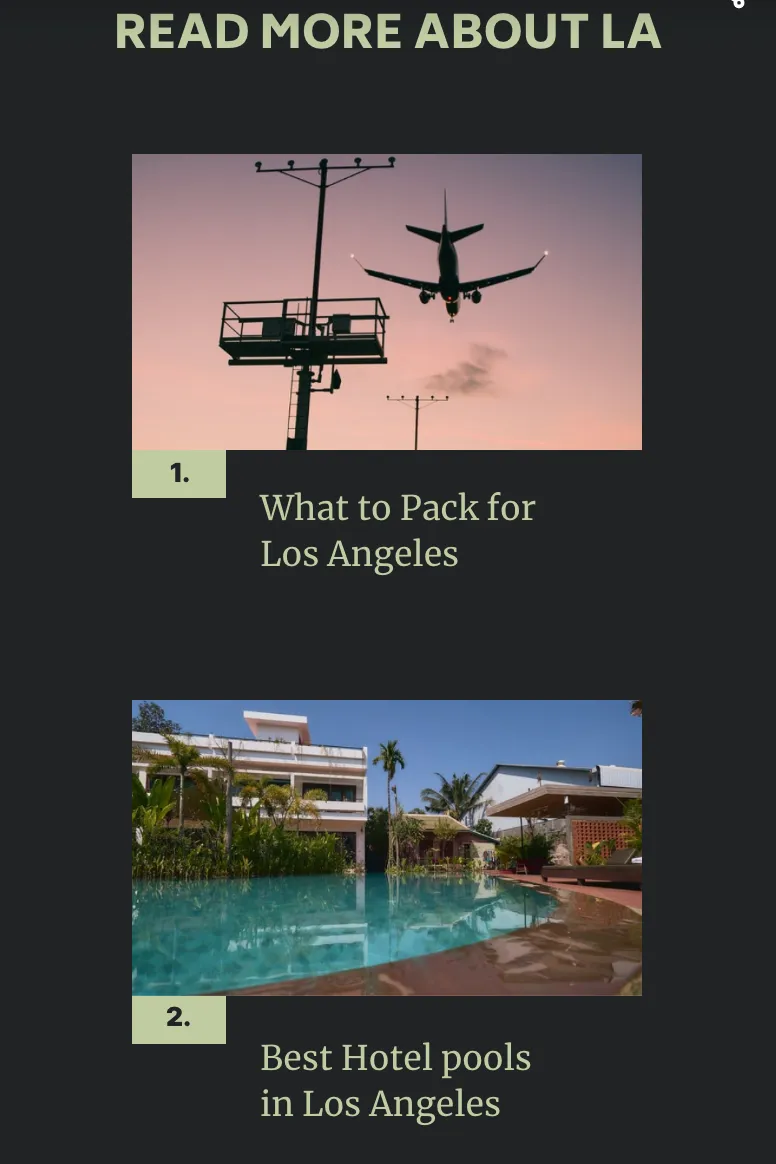 READ MORE ABOUT LA
1.
What to Pack for
Los Angeles
2.
Best Hotel pools
in Los Angeles